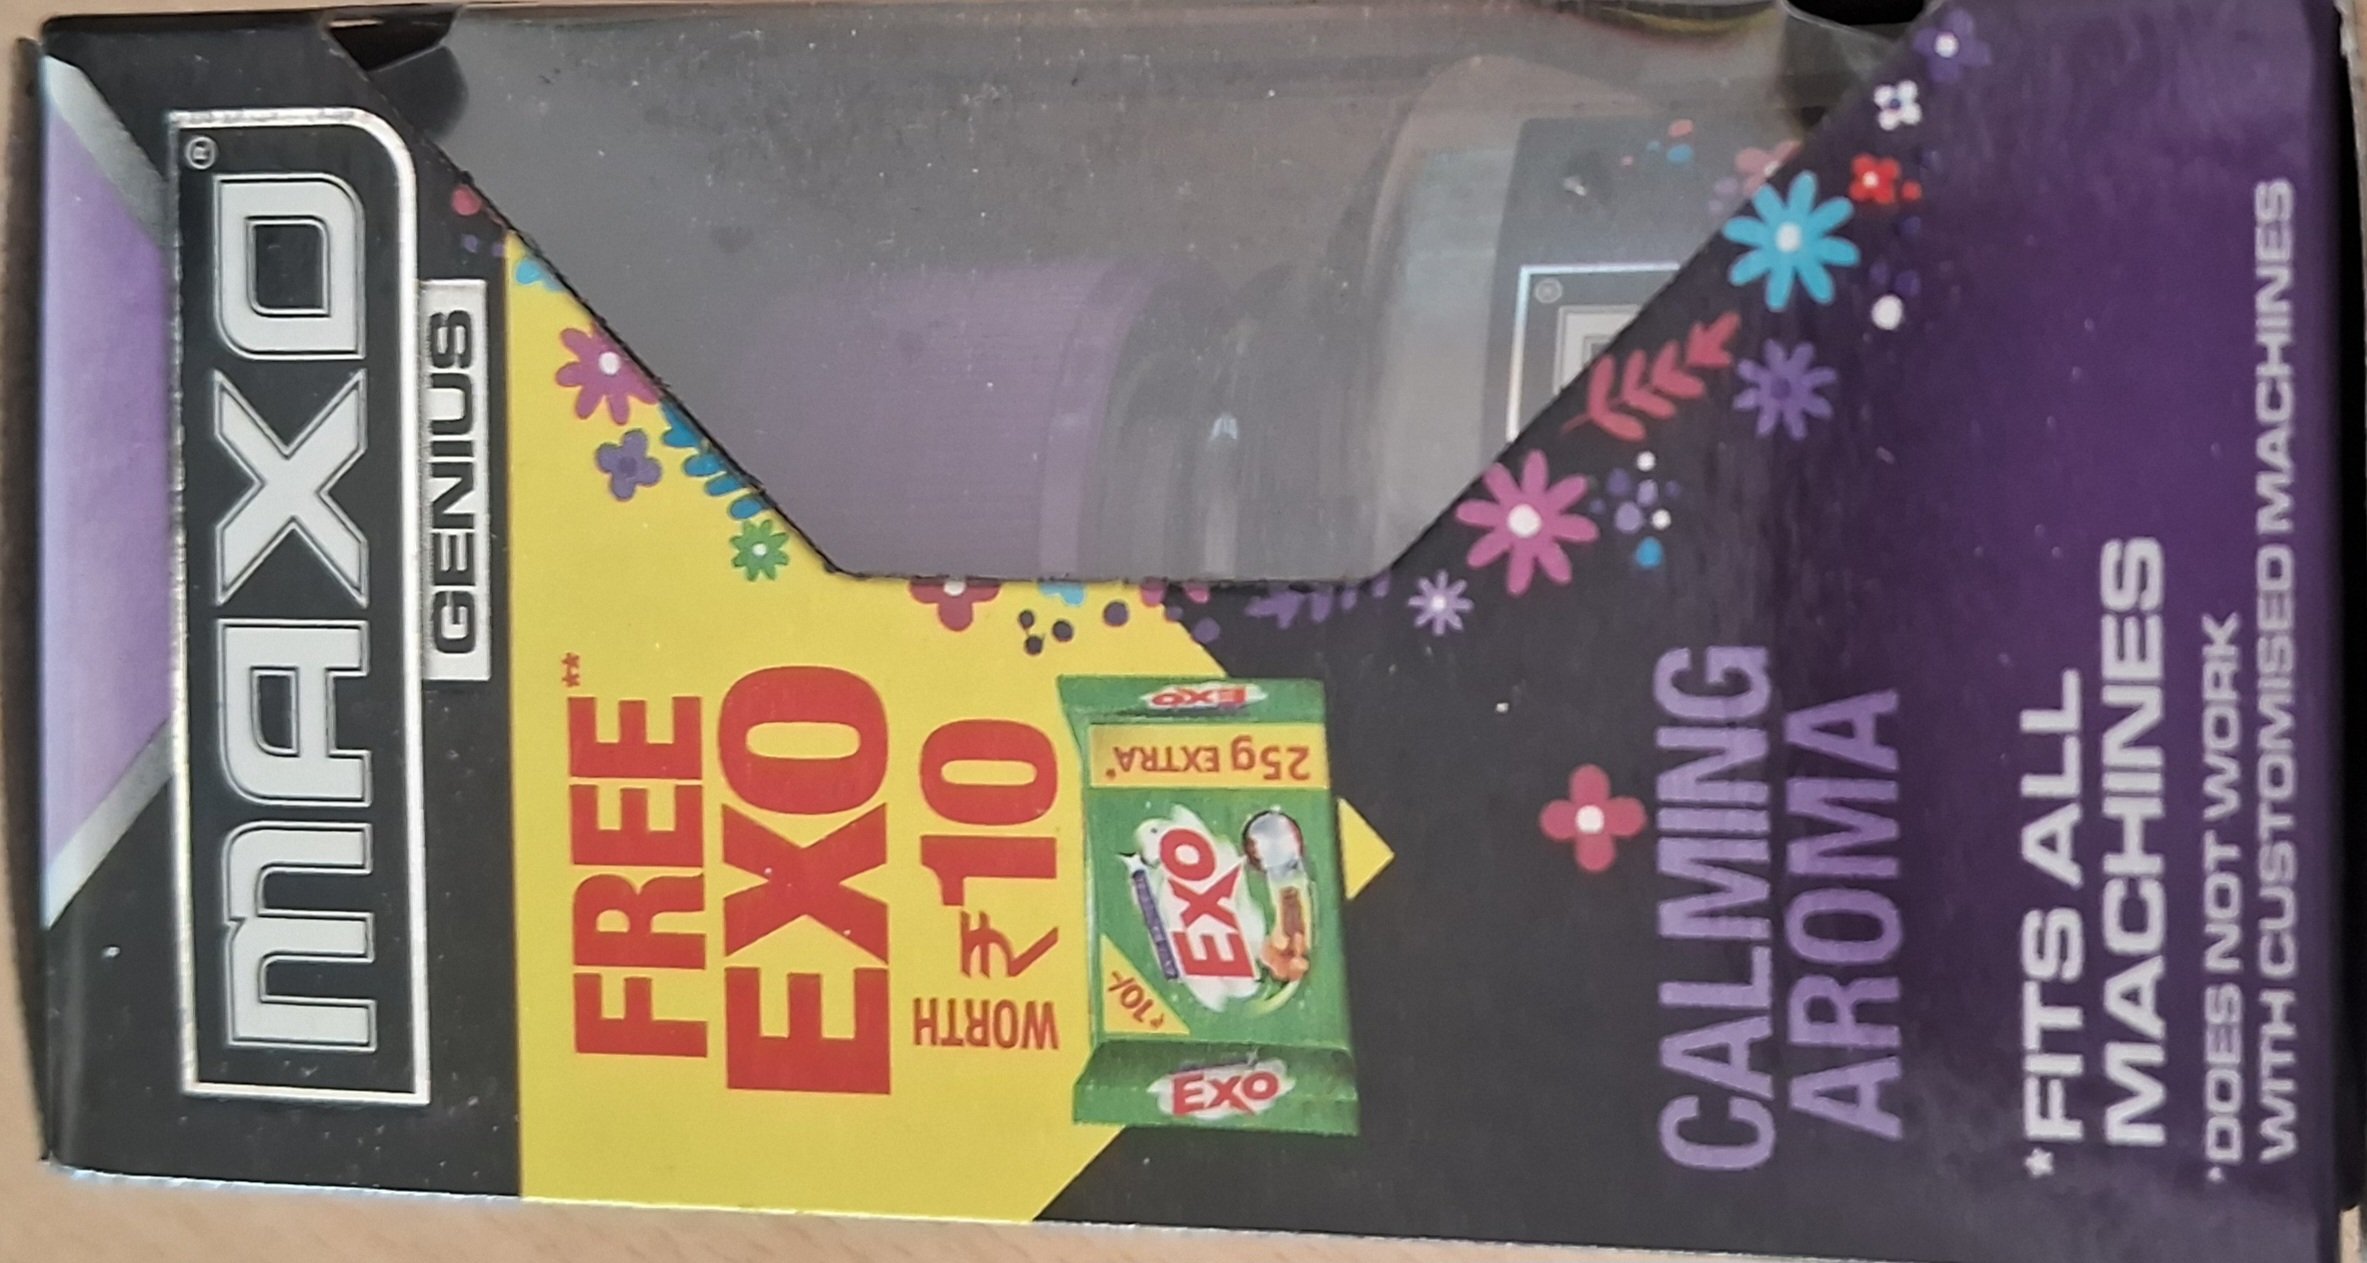 MAXO®
GENIUS
FREE**
EXO
WORTH ₹10
EXO
25g EXTRA*
EXO
₹10/-
EXO
CALMING
AROMA
*FITS ALL
MACHINES
*DOES NOT WORK
WITH CUSTOMISED MACHINES